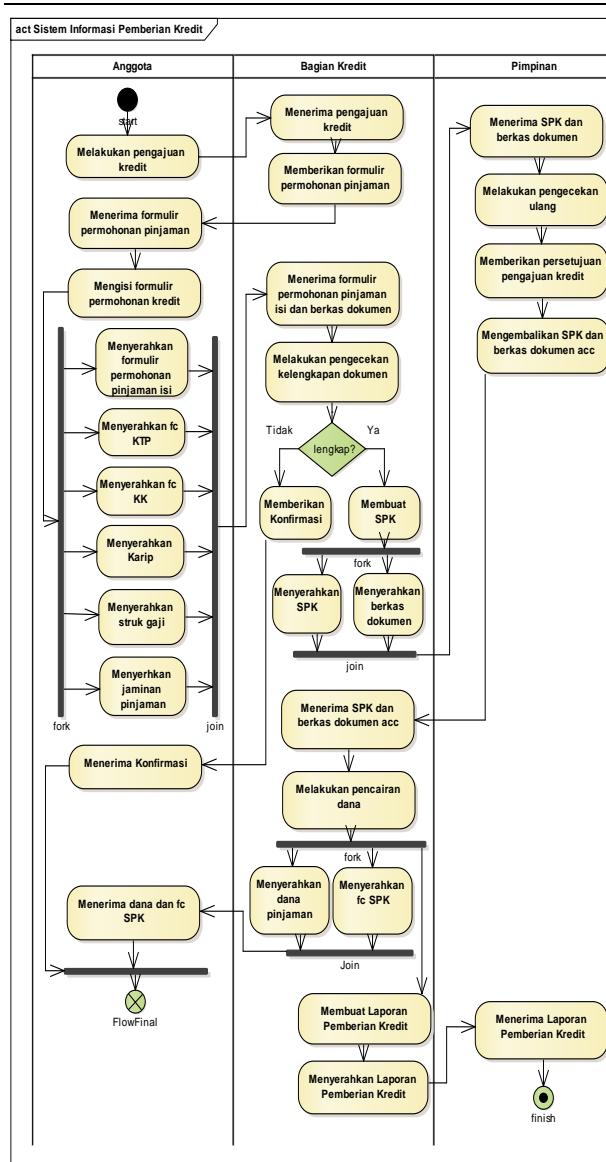 act Sistem Informasi Pemberian Kredit
Anggota
Bagian Kredit
Pimpinan
start
Melakukan pengajuan
kredit
Menerima pengajuan
kredit
Memberikan formulir
permohonan pinjaman
Menerima formulir
permohonan pinjaman
Mengisi formulir
permohonan kredit
Menyerahkan
formulir
permohonan
pinjaman isi
Menyerahkan fc
KTP
Menyerahkan fc
KK
Menyerahkan
Karip
Menyerahkan
struk gaji
Menyerhkan
jaminan
pinjaman
fork
join
Menerima formulir
permohonan pinjaman
isi dan berkas dokumen
Melakukan pengecekan
kelengkapan dokumen
Tidak
Ya
lengkap?
Memberikan
Konfirmasi
Membuat
SPK
fork
Menyerahkan
SPK
Menyerahkan
berkas
dokumen
join
Menerima SPK dan
berkas dokumen
Melakukan pengecekan
ulang
Memberikan persetujuan
pengajuan kredit
Mengembalikan SPK dan
berkas dokumen acc
Menerima SPK dan
berkas dokumen acc
Menerima Konfirmasi
Melakukan pencairan
dana
fork
Menyerahkan
dana
pinjaman
Menyerahkan
fc SPK
Join
Menerima dana dan fc
SPK
FlowFinal
Membuat Laporan
Pemberian Kredit
Menyerahkan Laporan
Pemberian Kredit
Menerima Laporan
Pemberian Kredit
finish